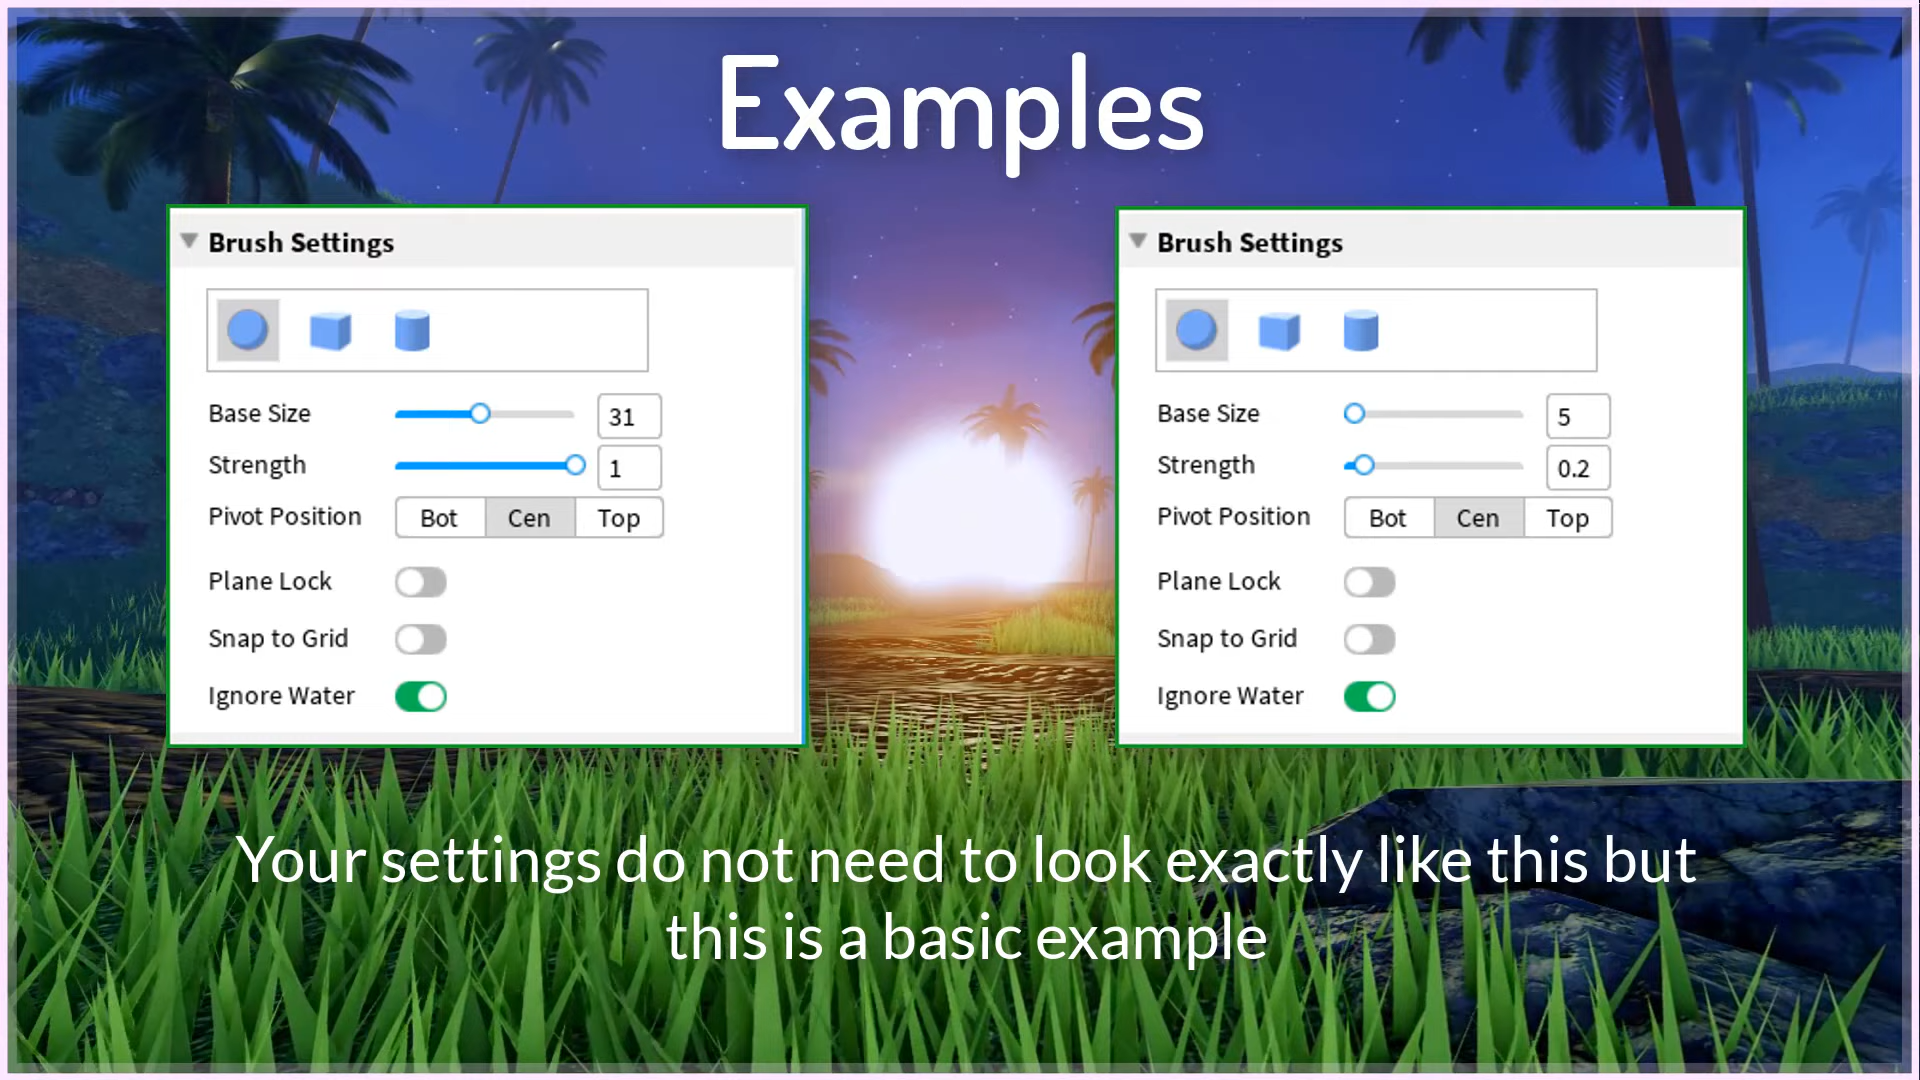 Examples
Brush Settings
Base Size 31
Strength 1
Pivot Position Bot Cen Top
Plane Lock
Snap to Grid
Ignore Water
Brush Settings
Base Size 5
Strength 0.2
Pivot Position Bot Cen Top
Plane Lock
Snap to Grid
Ignore Water
Your settings do not need to look exactly like this but
this is a basic example